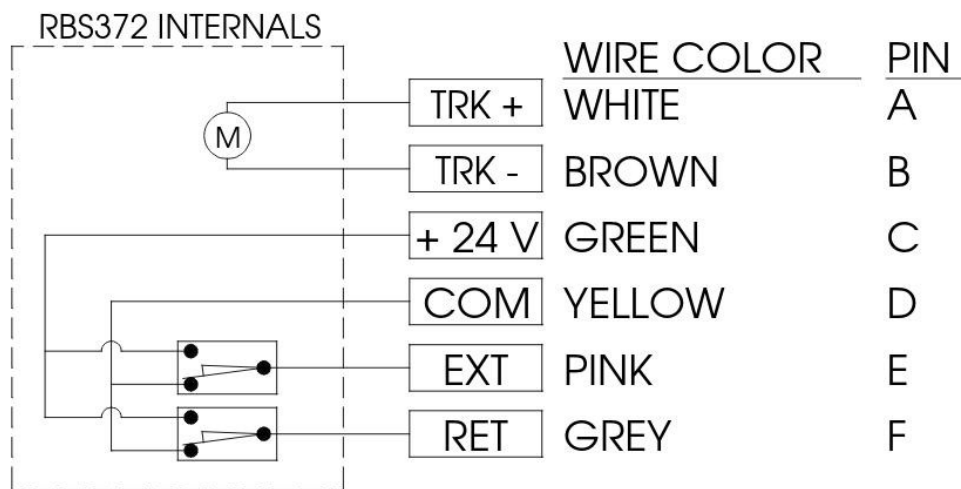 RBS372 INTERNALS
WIRE COLOR PIN
M
TRK + WHITE A
TRK - BROWN B
+ 24 V GREEN C
COM YELLOW D
EXT PINK E
RET GREY F